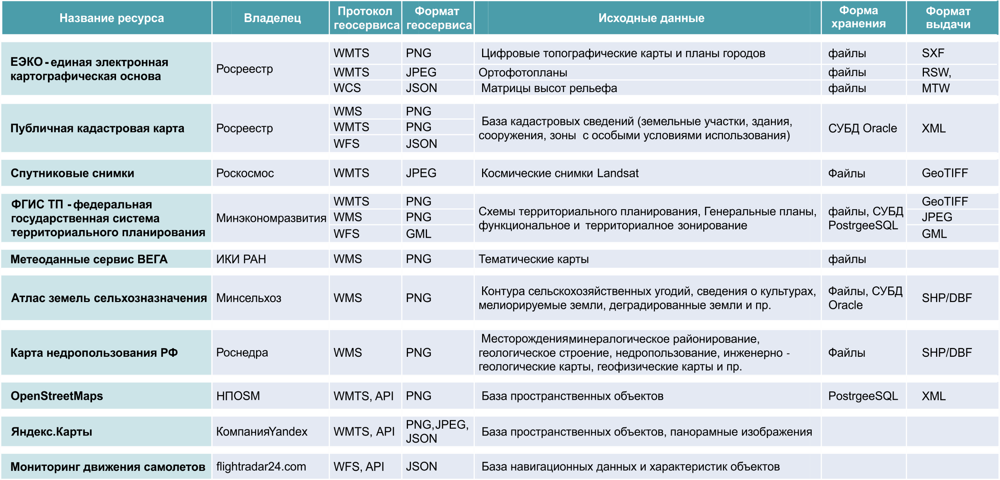 Название ресурса
Владелец
Протокол
геосервиса
Формат
геосервиса
Исходные данные
Форма
хранения
Формат
выдачи
ЕЭКО - единая электронная
картографическая основа
Росреестр
WMTS
PNG
Цифровые топографические карты и планы городов
файлы
SXF
WMTS
JPEG
Ортофотопланы
файлы
RSW,
WCS
JSON
Матрицы высот рельефа
файлы
MTW
Публичная кадастровая карта
Росреестр
WMS
PNG
WMTS
PNG
WFS
JSON
База кадастровых сведений (земельные участки, здания,
сооружения, зоны с особыми условиями использования)
СУБД Oracle
XML
Спутниковые снимки
Роскосмос
WMTS
JPEG
Космические снимки Landsat
Файлы
GeoTIFF
ФГИС ТП - федеральная
государственная система
территориального планирования
Минэкономразвития
WMTS
PNG
WMS
PNG
WFS
GML
Схемы территориального планирования, Генеральные планы,
функциональное и территориалное зонирование
файлы, СУБД
PostrgeeSQL
GeoTIFF
JPEG
GML
Метеоданные сервис ВЕГА
ИКИ РАН
WMS
PNG
Тематические карты
файлы
Атлас земель сельхозназначения
Минсельхоз
WMS
PNG
Контура сельскохозяйственных угодий, сведения о культурах,
мелиорируемые земли, деградированные земли и пр.
Файлы, СУБД
Oracle
SHP/DBF
Карта недропользования РФ
Роснедра
WMS
PNG
Месторождения,минералогическое районирование,
геологическое строение, недропользование, инженерно -
геологические карты, геофизические карты и пр.
Файлы
SHP/DBF
OpenStreetMaps
НПOSM
WMTS, API
PNG
База пространственных объектов
PostrgeeSQL
XML
Яндекс.Карты
КомпанияYandex
WMTS, API
PNG,JPEG,
JSON
База пространственных объектов, панорамные изображения
Мониторинг движения самолетов
flightradar24.com
WFS, API
JSON
База навигационных данных и характеристик объектов